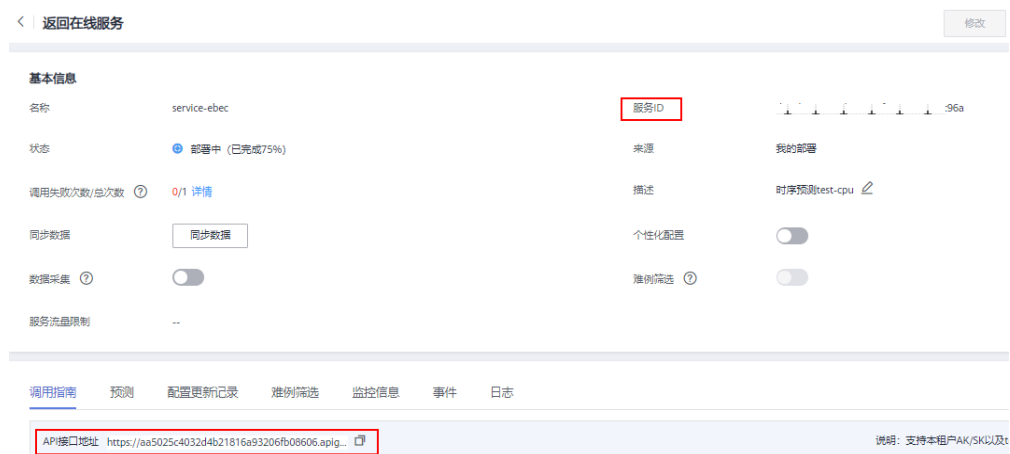 返回在线服务
修改
基本信息
名称 service-ebec 服务ID :96a
状态 部署中 (已完成75%) 来源 我的部署
调用失败次数/总次数 ? 0/1 详情 描述 时序预测test-cpu
同步数据 同步数据 个性化配置
数据采集 ? 难例筛选 ?
服务流量限制 --
调用指南 预测 配置更新记录 难例筛选 监控信息 事件 日志
API接口地址 https://aa5025c4032d4b21816a93206fb08606.apig... 说明：支持本租户AK/SK以及t